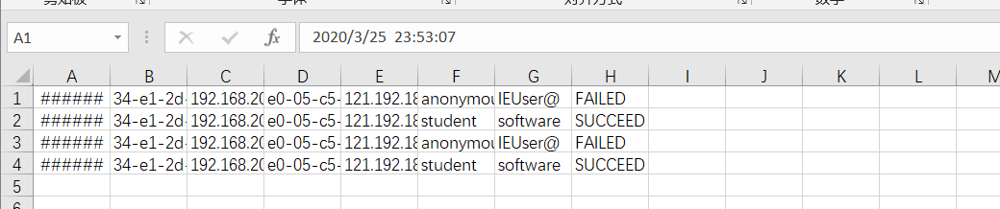 剪贴板 字体 对齐方式 数字
A1 fx 2020/3/25 23:53:07
A B C D E F G H I J K L M
1 ###### 34-e1-2d- 192.168.20 e0-05-c5- 121.192.18 anonymou IEUser@ FAILED
2 ###### 34-e1-2d- 192.168.20 e0-05-c5- 121.192.18 student software SUCCEED
3 ###### 34-e1-2d- 192.168.20 e0-05-c5- 121.192.18 anonymou IEUser@ FAILED
4 ###### 34-e1-2d- 192.168.20 e0-05-c5- 121.192.18 student software SUCCEED
5
6